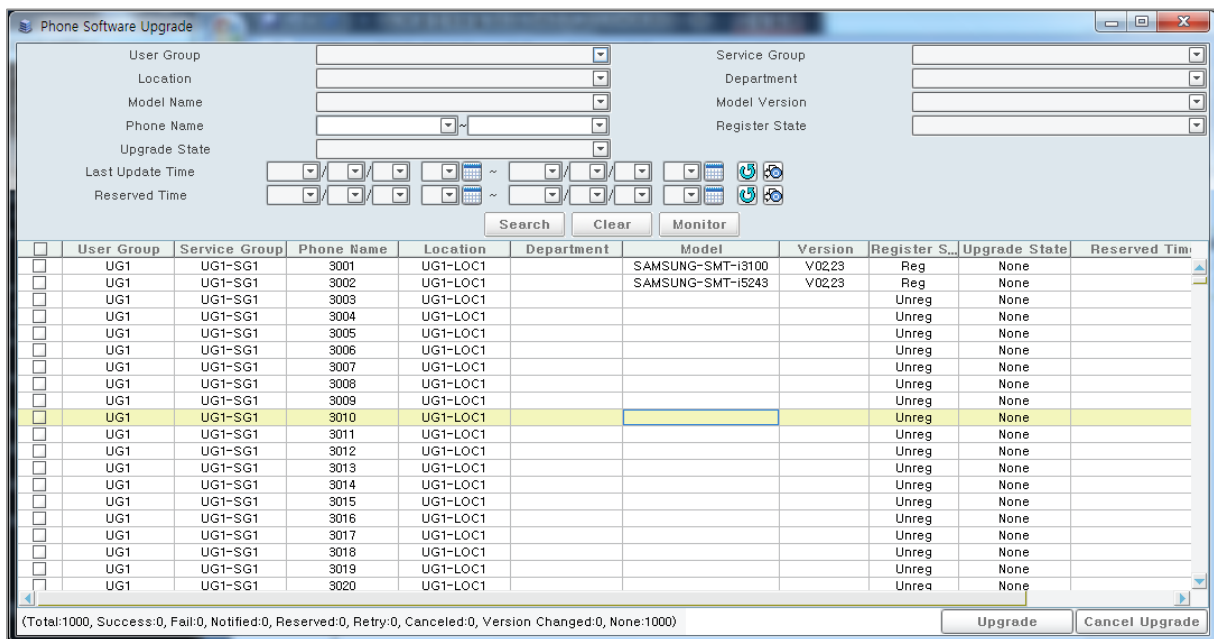 Phone Software Upgrade
User Group Service Group
Location Department
Model Name Model Version
Phone Name ~ Register State
Upgrade State
Last Update Time / / ~ / /
Reserved Time / / ~ / /
Search Clear Monitor
User Group Service Group Phone Name Location Department Model Version Register S... Upgrade State Reserved Time
UG1 UG1-SG1 3001 UG1-LOC1 SAMSUNG-SMT-i3100 V02.23 Reg None
UG1 UG1-SG1 3002 UG1-LOC1 SAMSUNG-SMT-i5243 V02.23 Reg None
UG1 UG1-SG1 3003 UG1-LOC1 Unreg None
UG1 UG1-SG1 3004 UG1-LOC1 Unreg None
UG1 UG1-SG1 3005 UG1-LOC1 Unreg None
UG1 UG1-SG1 3006 UG1-LOC1 Unreg None
UG1 UG1-SG1 3007 UG1-LOC1 Unreg None
UG1 UG1-SG1 3008 UG1-LOC1 Unreg None
UG1 UG1-SG1 3009 UG1-LOC1 Unreg None
UG1 UG1-SG1 3010 UG1-LOC1 Unreg None
UG1 UG1-SG1 3011 UG1-LOC1 Unreg None
UG1 UG1-SG1 3012 UG1-LOC1 Unreg None
UG1 UG1-SG1 3013 UG1-LOC1 Unreg None
UG1 UG1-SG1 3014 UG1-LOC1 Unreg None
UG1 UG1-SG1 3015 UG1-LOC1 Unreg None
UG1 UG1-SG1 3016 UG1-LOC1 Unreg None
UG1 UG1-SG1 3017 UG1-LOC1 Unreg None
UG1 UG1-SG1 3018 UG1-LOC1 Unreg None
UG1 UG1-SG1 3019 UG1-LOC1 Unreg None
UG1 UG1-SG1 3020 UG1-LOC1 Unreg None
(Total:1000, Success:0, Fail:0, Notified:0, Reserved:0, Retry:0, Canceled:0, Version Changed:0, None:1000) Upgrade Cancel Upgrade